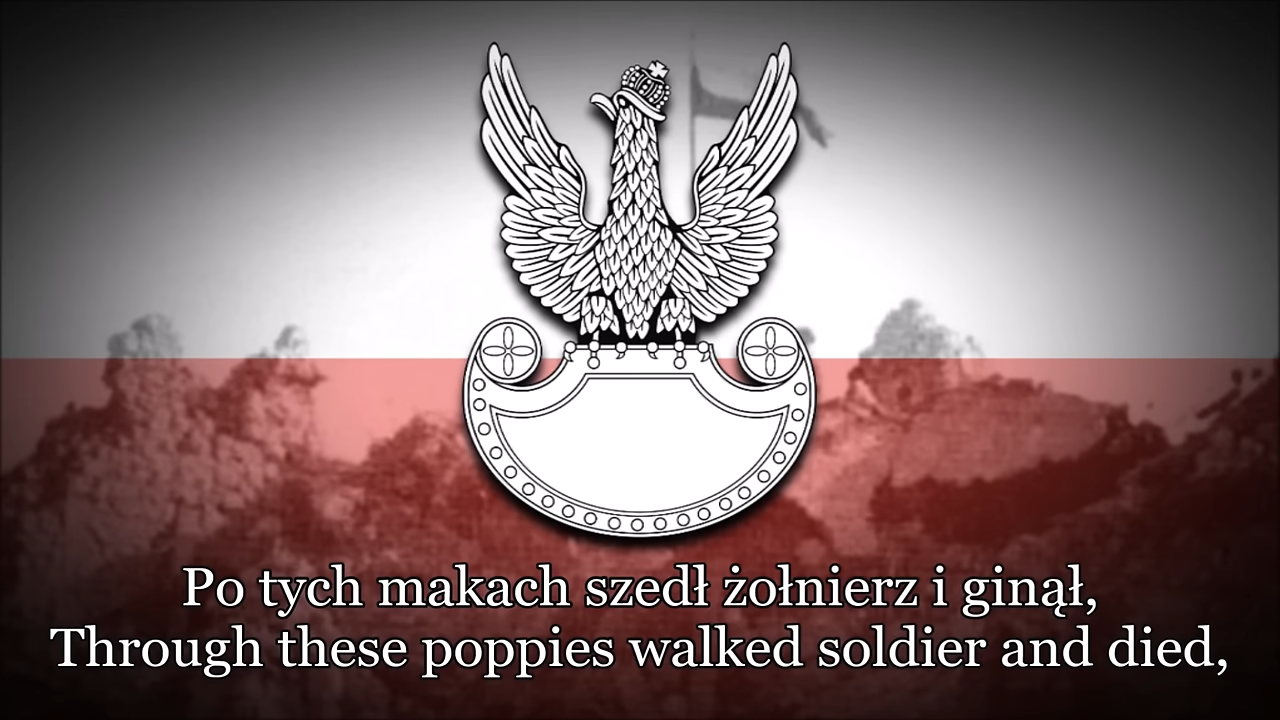 Po tych makach szedł żołnierz i ginął,
Through these poppies walked soldier and died,